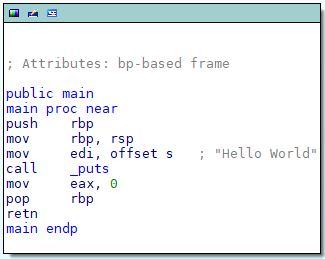 ; Attributes: bp-based frame
public main
main proc near
push    rbp
mov     rbp, rsp
mov     edi, offset s   ; "Hello World"
call    _puts
mov     eax, 0
pop     rbp
retn
main endp